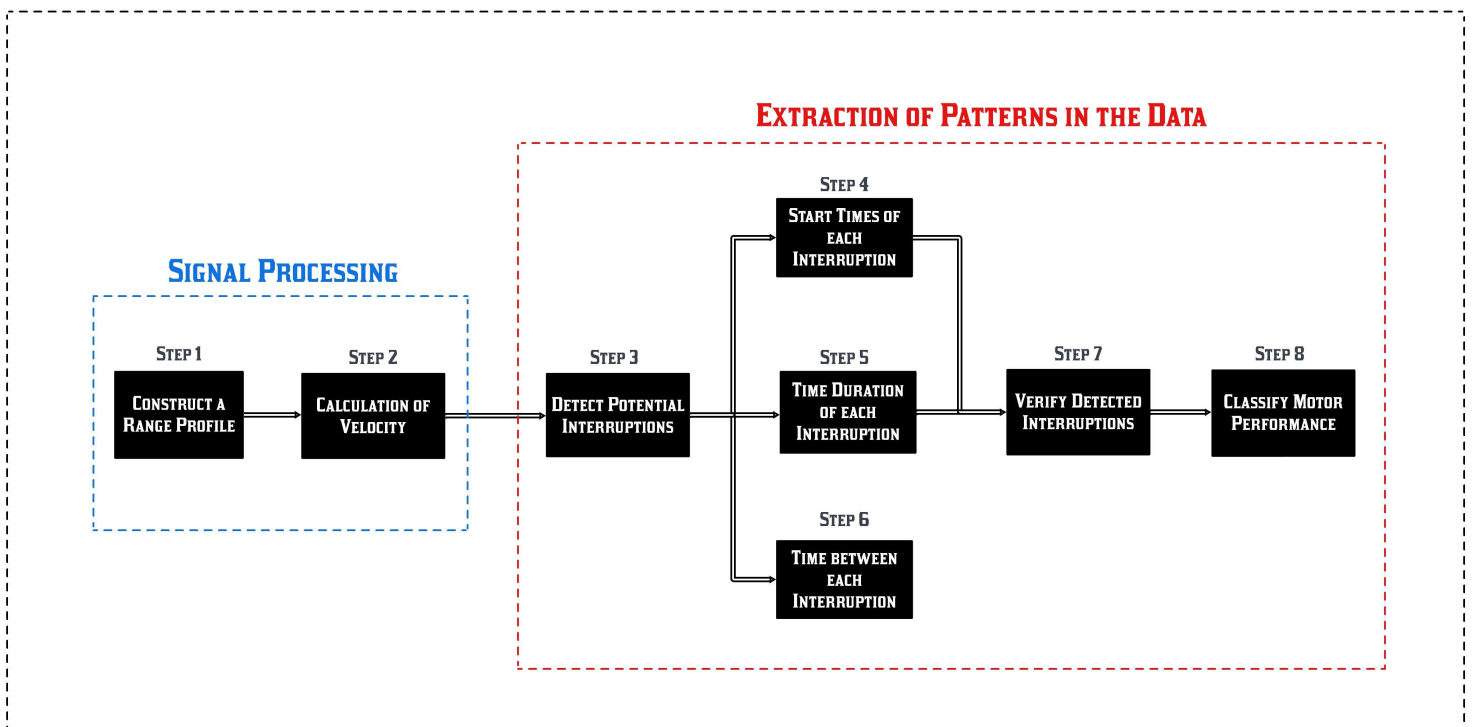 Extraction of Patterns in the Data
Signal Processing
Step 1
Construct a
Range Profile
Step 2
Calculation of
Velocity
Step 3
Detect Potential
Interruptions
Step 4
Start Times of
each
Interruption
Step 5
Time Duration
of each
Interruption
Step 6
Time between
each
Interruption
Step 7
Verify Detected
Interruptions
Step 8
Classify Motor
Performance